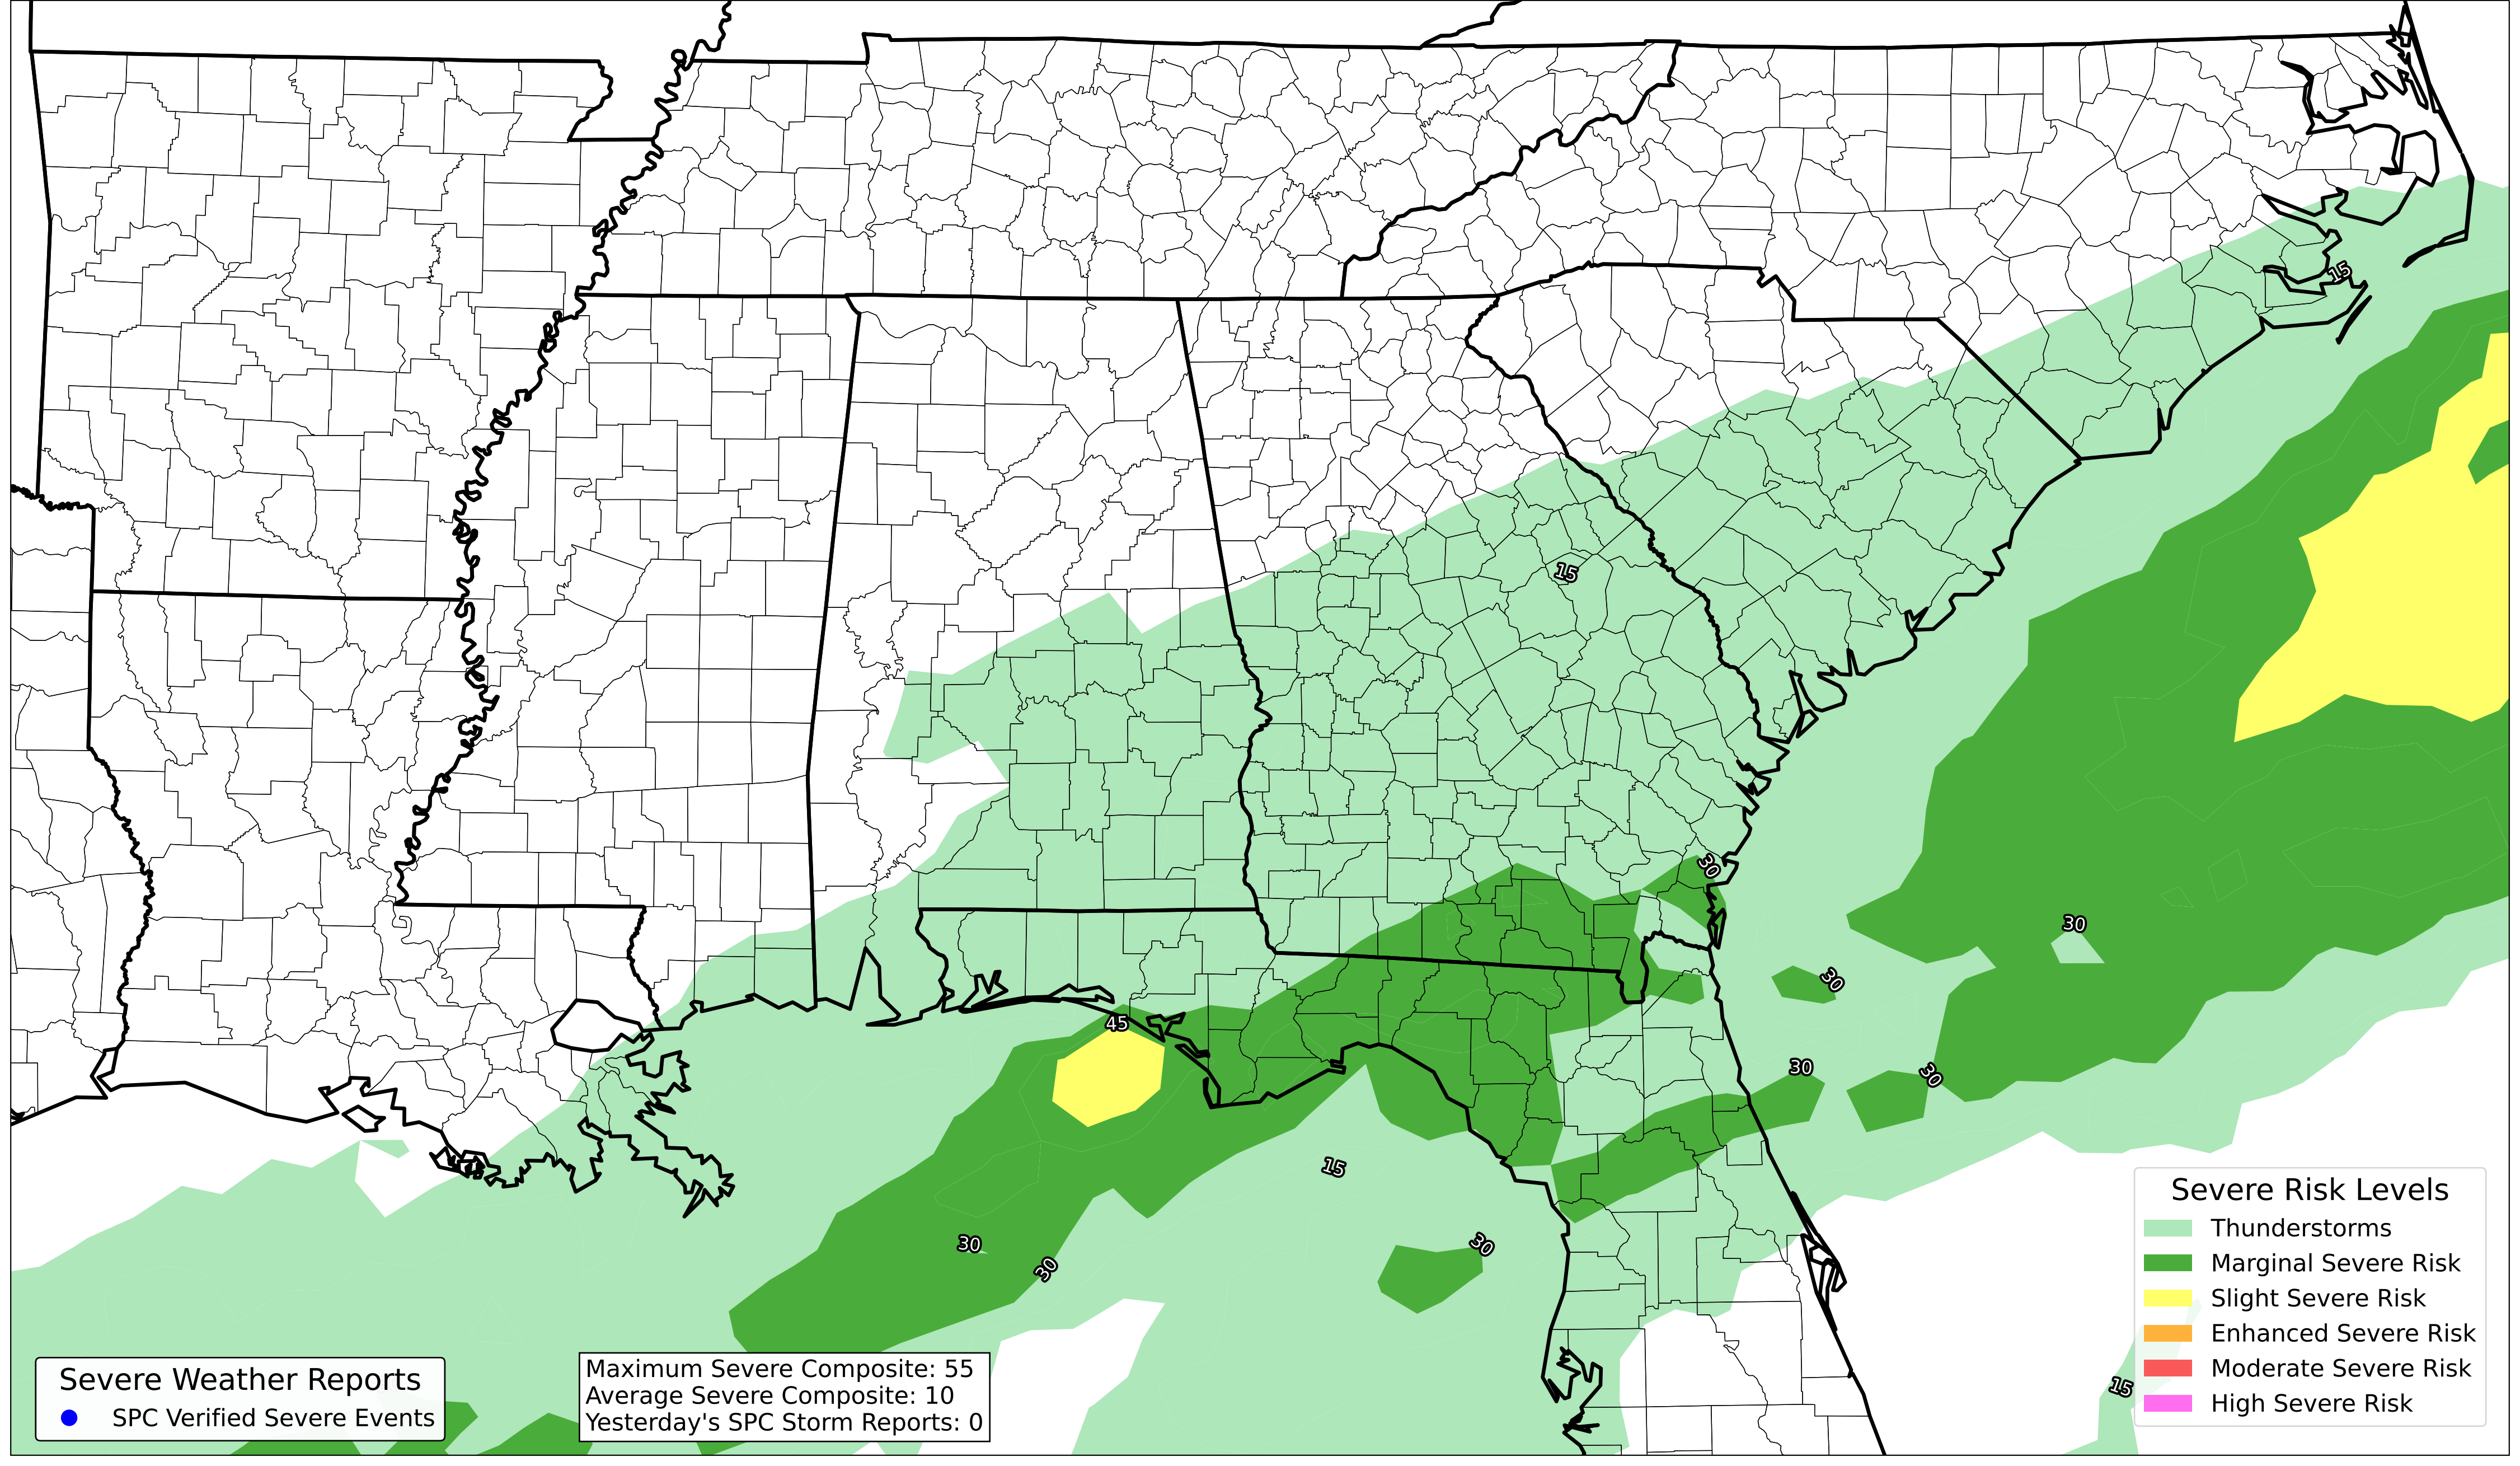 15
15
30
30
30
45
30
30
15
30
30
30
15
Severe Risk Levels
Thunderstorms
Marginal Severe Risk
Slight Severe Risk
Enhanced Severe Risk
Moderate Severe Risk
High Severe Risk
Severe Weather Reports
SPC Verified Severe Events
Maximum Severe Composite: 55
Average Severe Composite: 10
Yesterday's SPC Storm Reports: 0